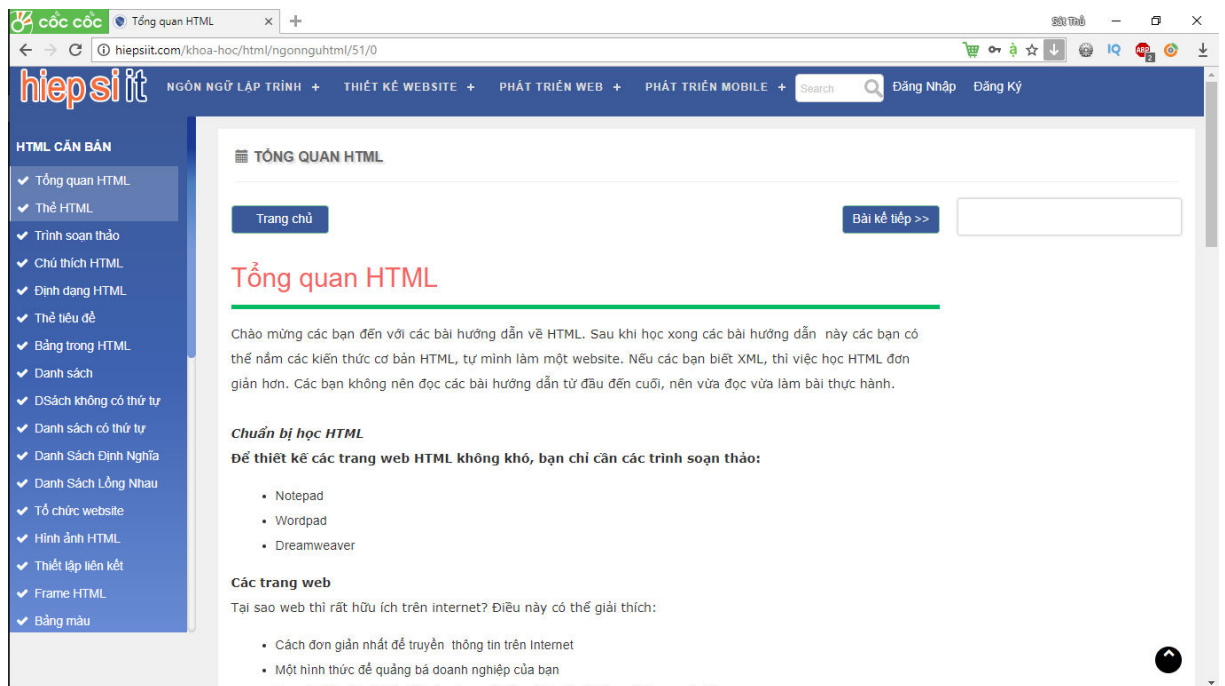 cốc cốc Tổng quan HTML
hiepsiit.com/khoa-hoc/html/ngonnguhtml/51/0
hiep si it NGÔN NGỮ LẬP TRÌNH + THIẾT KẾ WEBSITE + PHÁT TRIỂN WEB + PHÁT TRIỂN MOBILE + Search Đăng Nhập Đăng Ký
HTML CĂN BẢN
Tổng quan HTML
Thẻ HTML
Trình soạn thảo
Chú thích HTML
Định dạng HTML
Thẻ tiêu đề
Bảng trong HTML
Danh sách
DSách không có thứ tự
Danh sách có thứ tự
Danh Sách Định Nghĩa
Danh Sách Lồng Nhau
Tổ chức website
Hình ảnh HTML
Thiết lập liên kết
Frame HTML
Bảng màu
TỔNG QUAN HTML
Trang chủ Bài kế tiếp >>
Tổng quan HTML
Chào mừng các bạn đến với các bài hướng dẫn về HTML. Sau khi học xong các bài hướng dẫn này các bạn có
thể nắm các kiến thức cơ bản HTML, tự mình làm một website. Nếu các bạn biết XML, thì việc học HTML đơn
giản hơn. Các bạn không nên đọc các bài hướng dẫn từ đầu đến cuối, nên vừa đọc vừa làm bài thực hành.
Chuẩn bị học HTML
Để thiết kế các trang web HTML không khó, bạn chỉ cần các trình soạn thảo:
• Notepad
• Wordpad
• Dreamweaver
Các trang web
Tại sao web thì rất hữu ích trên internet? Điều này có thể giải thích:
• Cách đơn giản nhất để truyền thông tin trên Internet
• Một hình thức để quảng bá doanh nghiệp của bạn